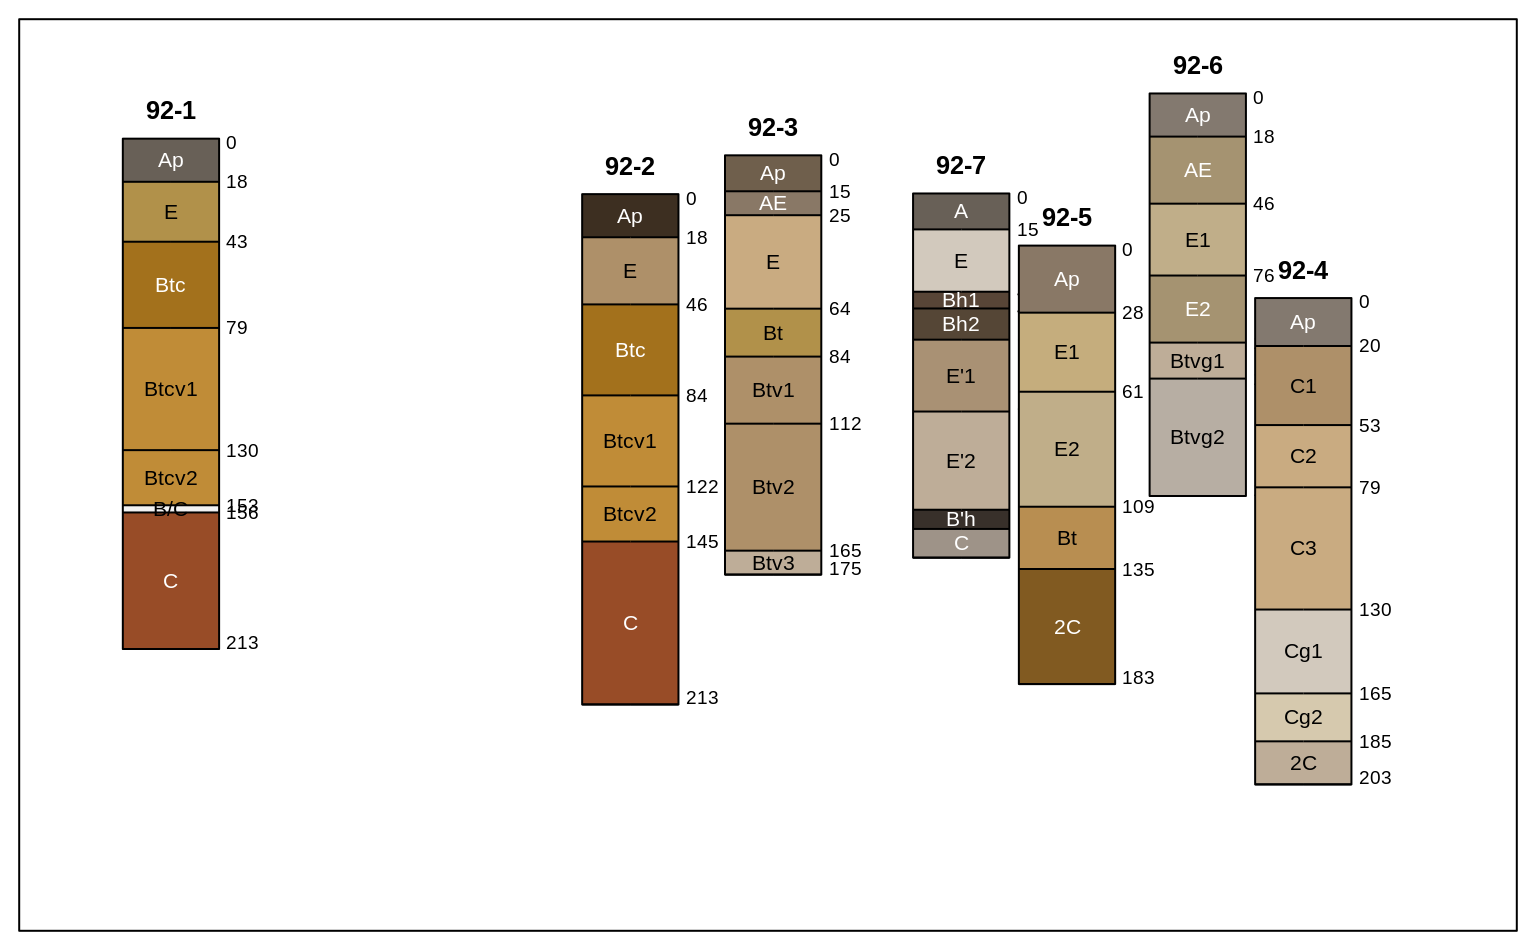 92-1
Ap
E
Btc
Btcv1
Btcv2
B/C
C
0
18
43
79
130
153
156
213
92-2
Ap
E
Btc
Btcv1
Btcv2
C
0
18
46
84
122
145
213
92-3
Ap
AE
E
Bt
Btv1
Btv2
Btv3
0
15
25
64
84
112
165
175
92-7
A
E
Bh1
Bh2
E'1
E'2
B'h
C
0
15
92-5
Ap
E1
E2
Bt
2C
0
28
61
109
135
183
92-6
Ap
AE
E1
E2
Btvg1
Btvg2
0
18
46
76
92-4
Ap
C1
C2
C3
Cg1
Cg2
2C
0
20
53
79
130
165
185
203